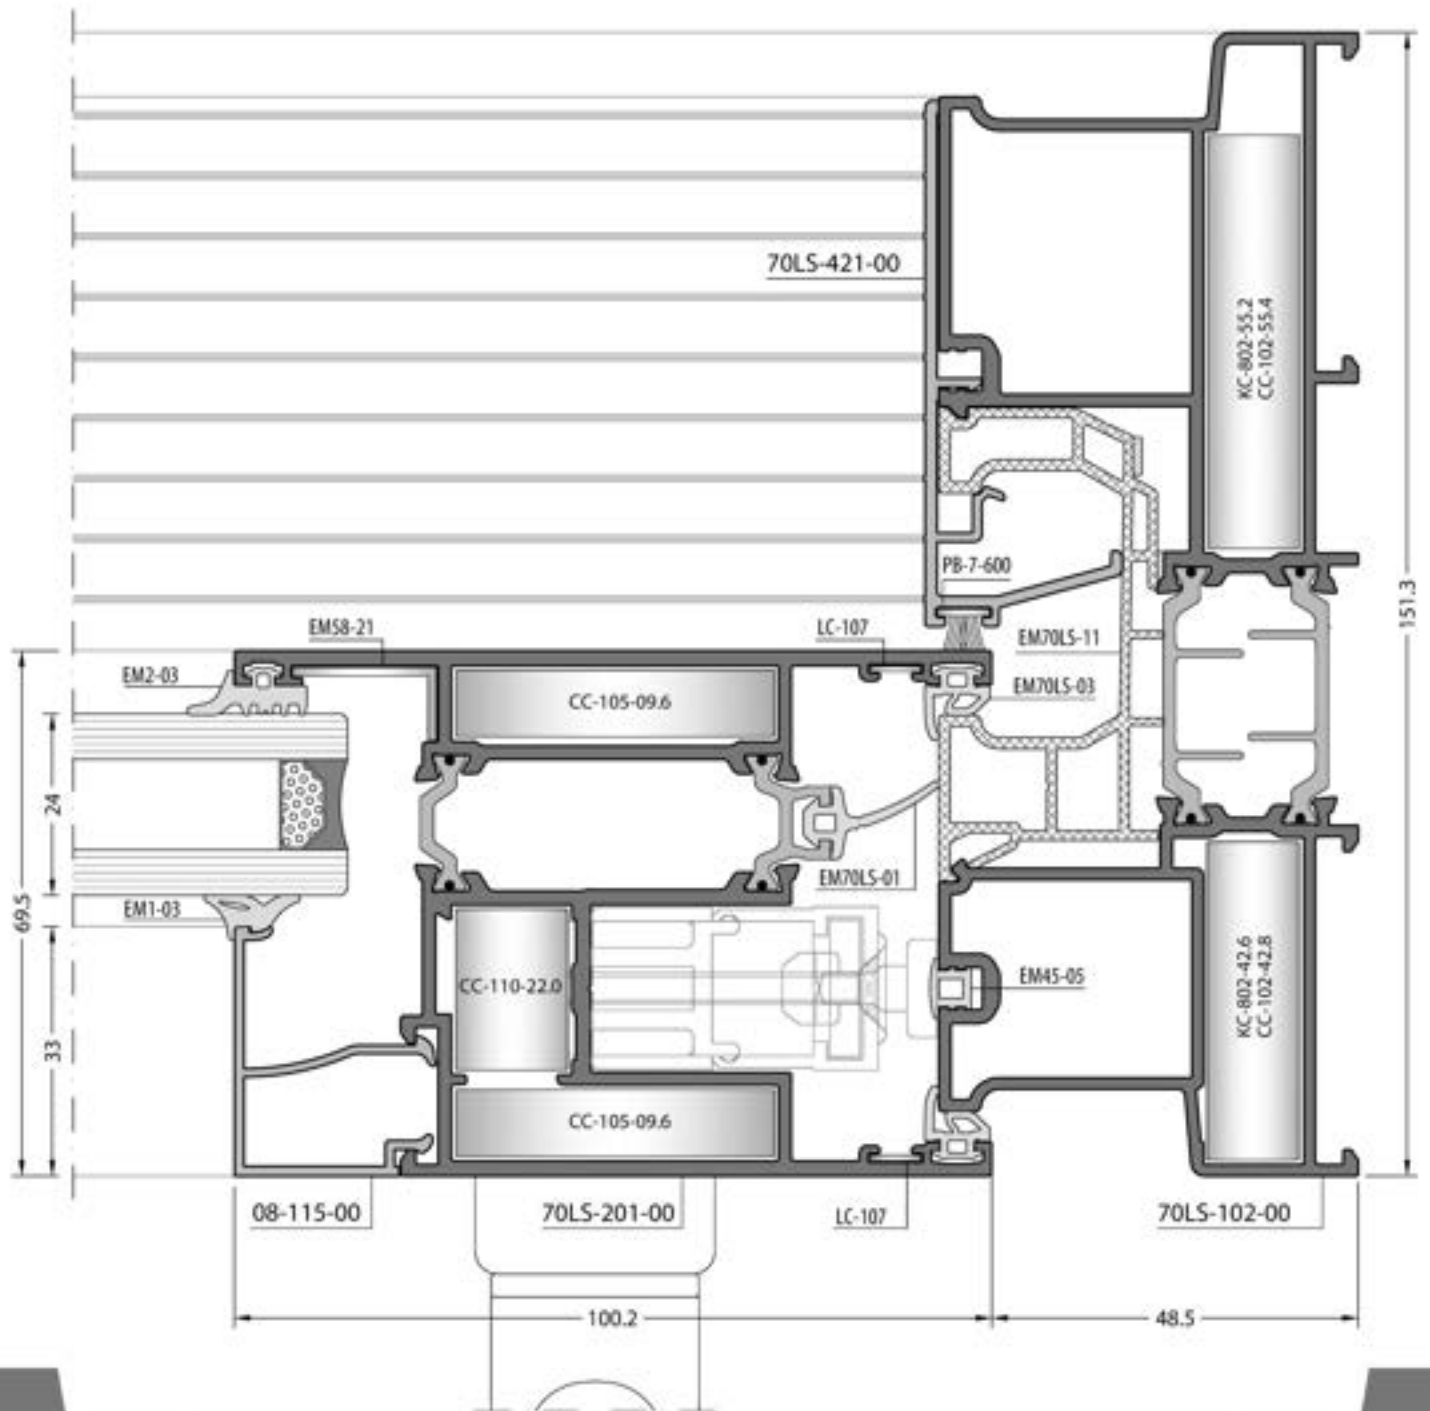 70LS-421-00
KC-802-55.2
CC-102-55.4
PB-7-600
151.3
EM58-21
LC-107
EM70LS-11
EM2-03
EM70LS-03
CC-105-09.6
24
EM70LS-01
EM1-03
69.5
CC-110-22.0
EM45-05
KC-802-42.6
CC-102-42.8
33
CC-105-09.6
08-115-00
70LS-201-00
LC-107
70LS-102-00
100.2
48.5